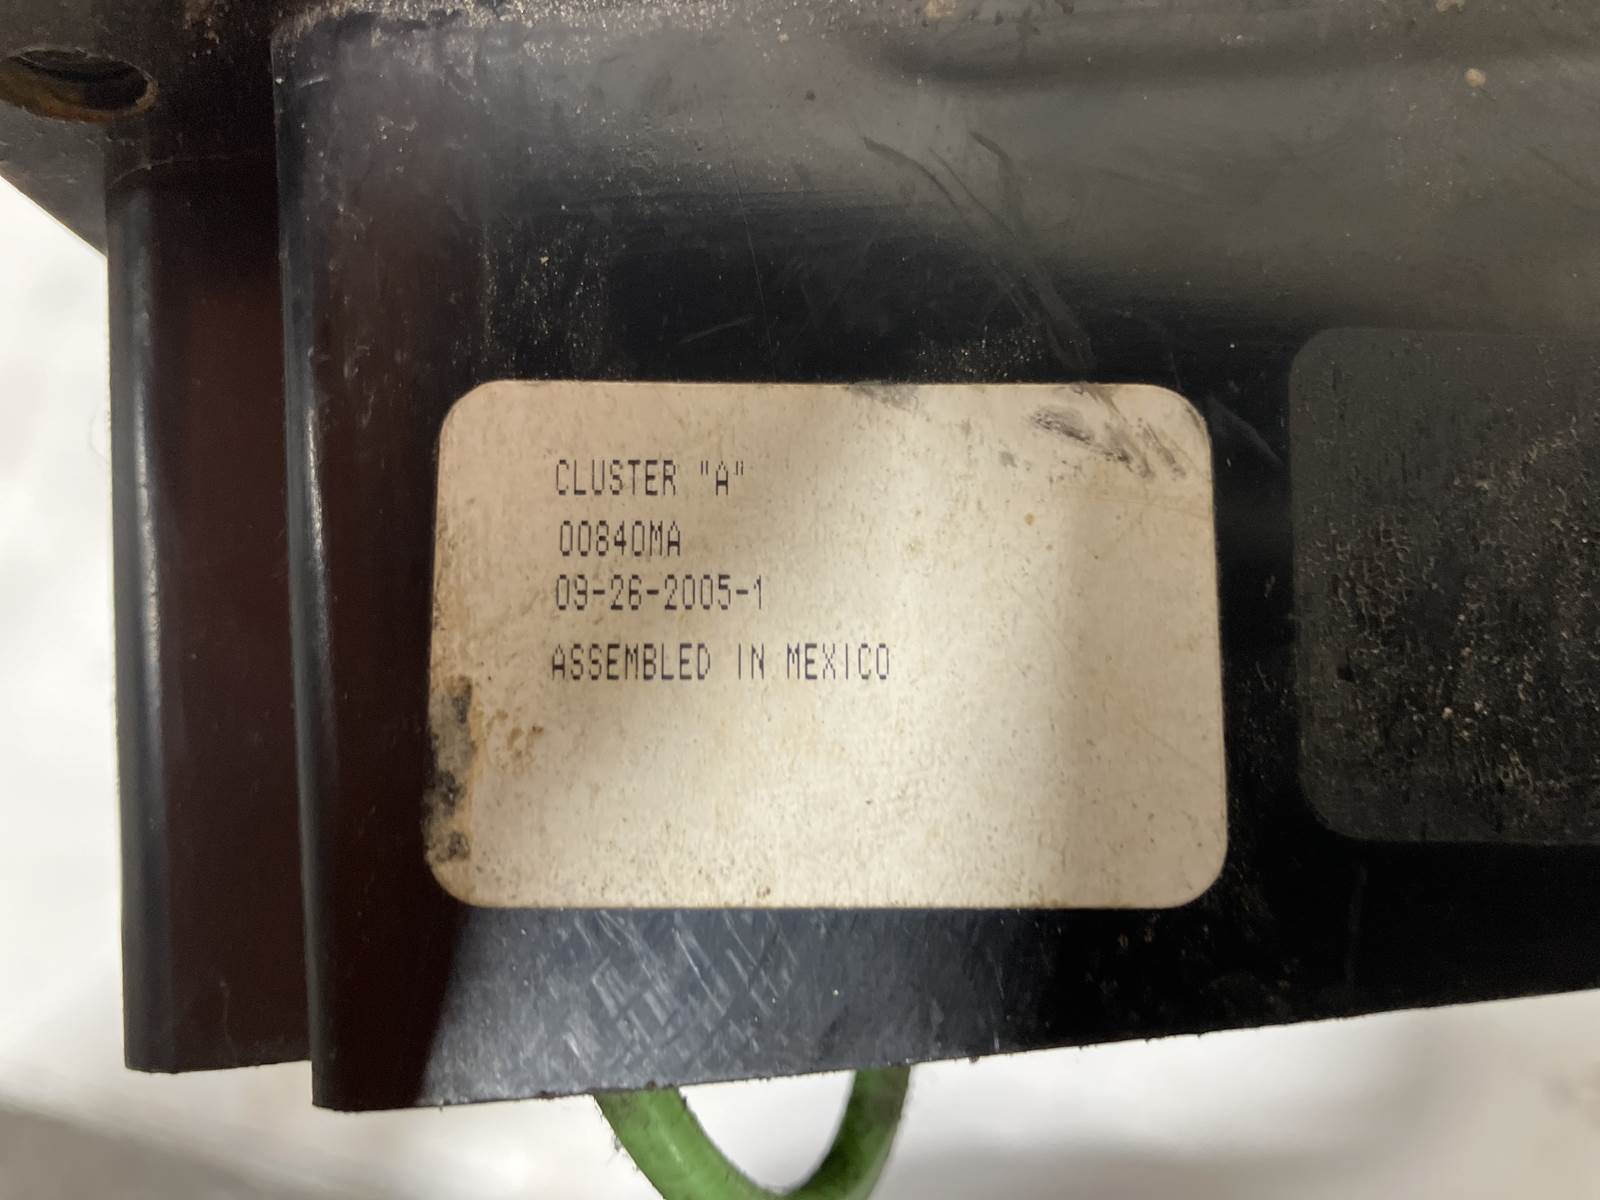 CLUSTER "A"
00840MA
09-26-2005-1
ASSEMBLED IN MEXICO